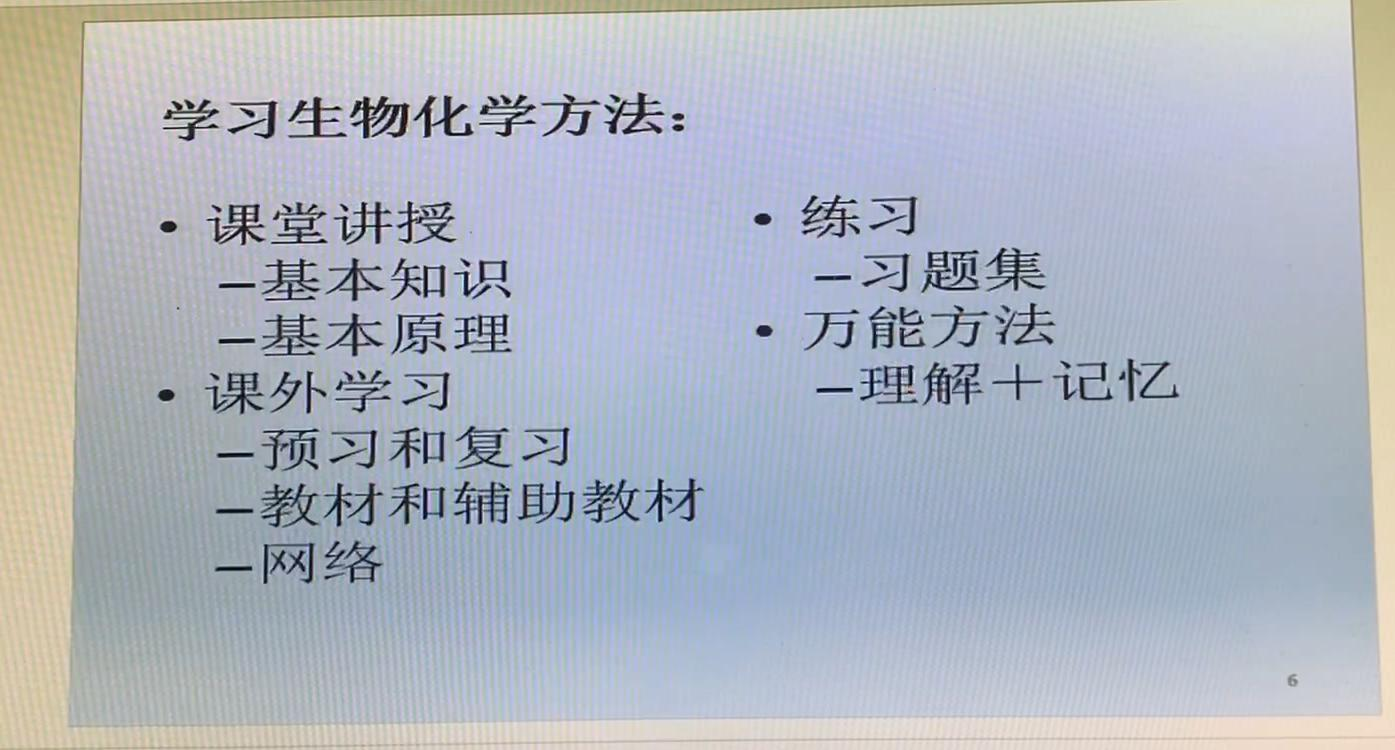 学习生物化学方法：
• 课堂讲授
–基本知识
–基本原理
• 课外学习
–预习和复习
–教材和辅助教材
–网络
• 练习
–习题集
• 万能方法
–理解＋记忆
6